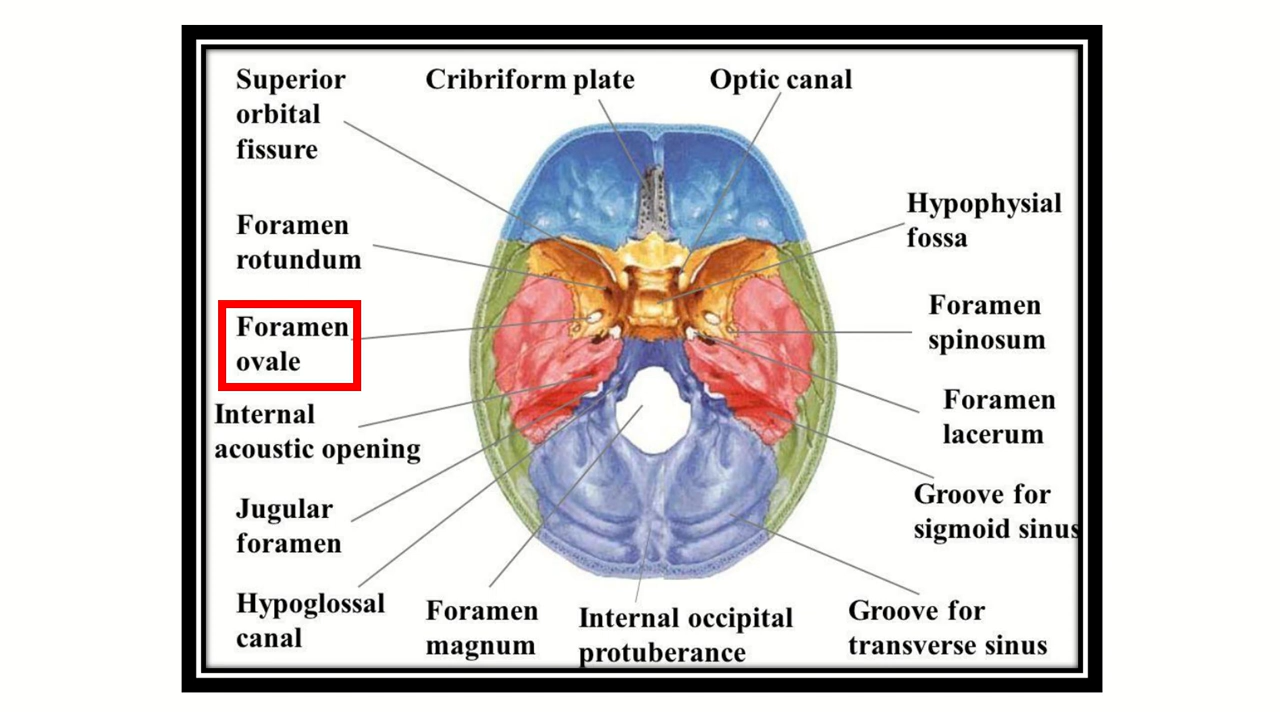 Superior
orbital
fissure
Cribriform plate
Optic canal
Foramen
rotundum
Hypophysial
fossa
Foramen
ovale
Foramen
spinosum
Internal
acoustic opening
Foramen
lacerum
Jugular
foramen
Groove for
sigmoid sinus
Hypoglossal
canal
Foramen
magnum
Internal occipital
protuberance
Groove for
transverse sinus